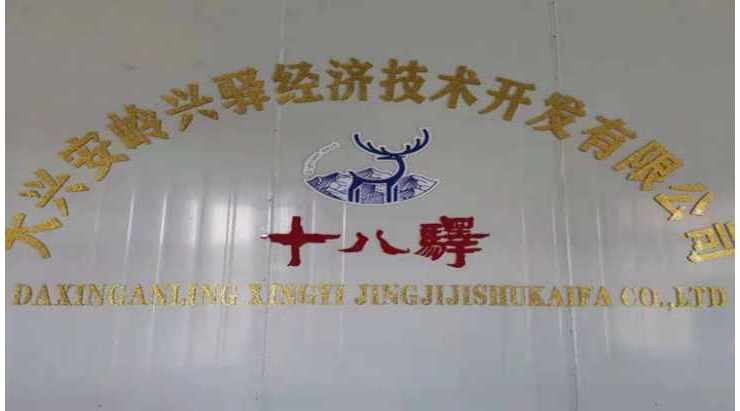 大兴安岭兴驿经济技术开发有限公司
十八驛
DAXINGANLING XINGYI JINGJIJISHUKAIFA CO.,LTD